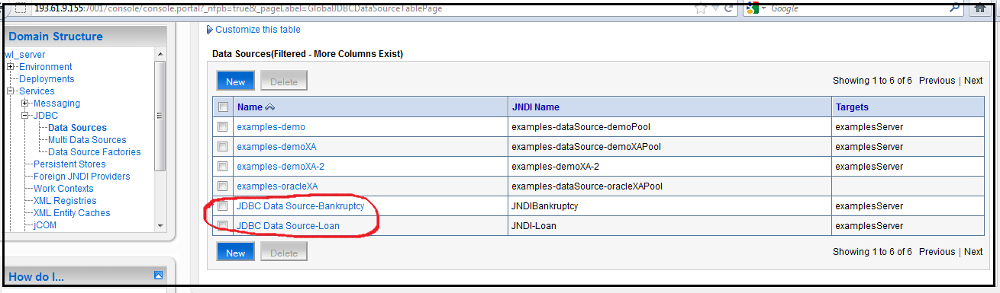 193.61.9.155:7001/console/console.portal?_nfpb=true&_pageLabel=GlobalJDBCDataSourceTablePage
Google
Domain Structure
wl_server
Environment
Deployments
Services
Messaging
JDBC
Data Sources
Multi Data Sources
Data Source Factories
Persistent Stores
Foreign JNDI Providers
Work Contexts
XML Registries
XML Entity Caches
jCOM
How do I...
Customize this table
Data Sources(Filtered - More Columns Exist)
New Delete Showing 1 to 6 of 6 Previous | Next
Name JNDI Name Targets
examples-demo examples-dataSource-demoPool examplesServer
examples-demoXA examples-dataSource-demoXAPool examplesServer
examples-demoXA-2 examples-demoXA-2 examplesServer
examples-oracleXA examples-dataSource-oracleXAPool
JDBC Data Source-Bankruptcy JNDIBankruptcy examplesServer
JDBC Data Source-Loan JNDI-Loan examplesServer
New Delete Showing 1 to 6 of 6 Previous | Next